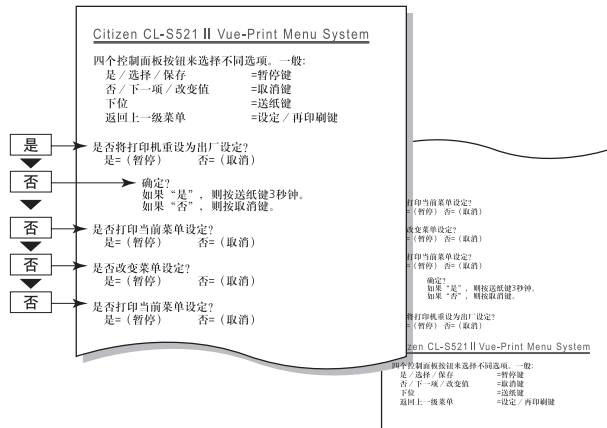 Citizen CL-S521 II Vue-Print Menu System
四个控制面板按钮来选择不同选项。一般:
是 / 选择 / 保存 =暂停键
否 / 下一项 / 改变值 =取消键
下位 =送纸键
返回上一级菜单 =设定 / 再印刷键
是
是否将打印机重设为出厂设定?
是=（暂停） 否=（取消）
否
确定?
如果“是”，则按送纸键3秒钟。
如果“否”，则按取消键。
否
是否打印当前菜单设定?
是=（暂停） 否=（取消）
否
是否改变菜单设定?
是=（暂停） 否=（取消）
否
是否打印当前菜单设定?
是=（暂停） 否=（取消）
打印当前菜单设定?
=（暂停） 否=（取消）
改变菜单设定?
=（暂停） 否=（取消）
打印当前菜单设定?
=（暂停） 否=（取消）
确定?
如果“是”，则按送纸键3秒钟。
如果“否”，则按取消键。
将打印机重设为出厂设定?
=（暂停） 否=（取消）
zen CL-S521 II Vue-Print Menu System
四个控制面板按钮来选择不同选项。一般:
是 / 选择 / 保存 =暂停键
否 / 下一项 / 改变值 =取消键
下位 =送纸键
返回上一级菜单 =设定 / 再印刷键